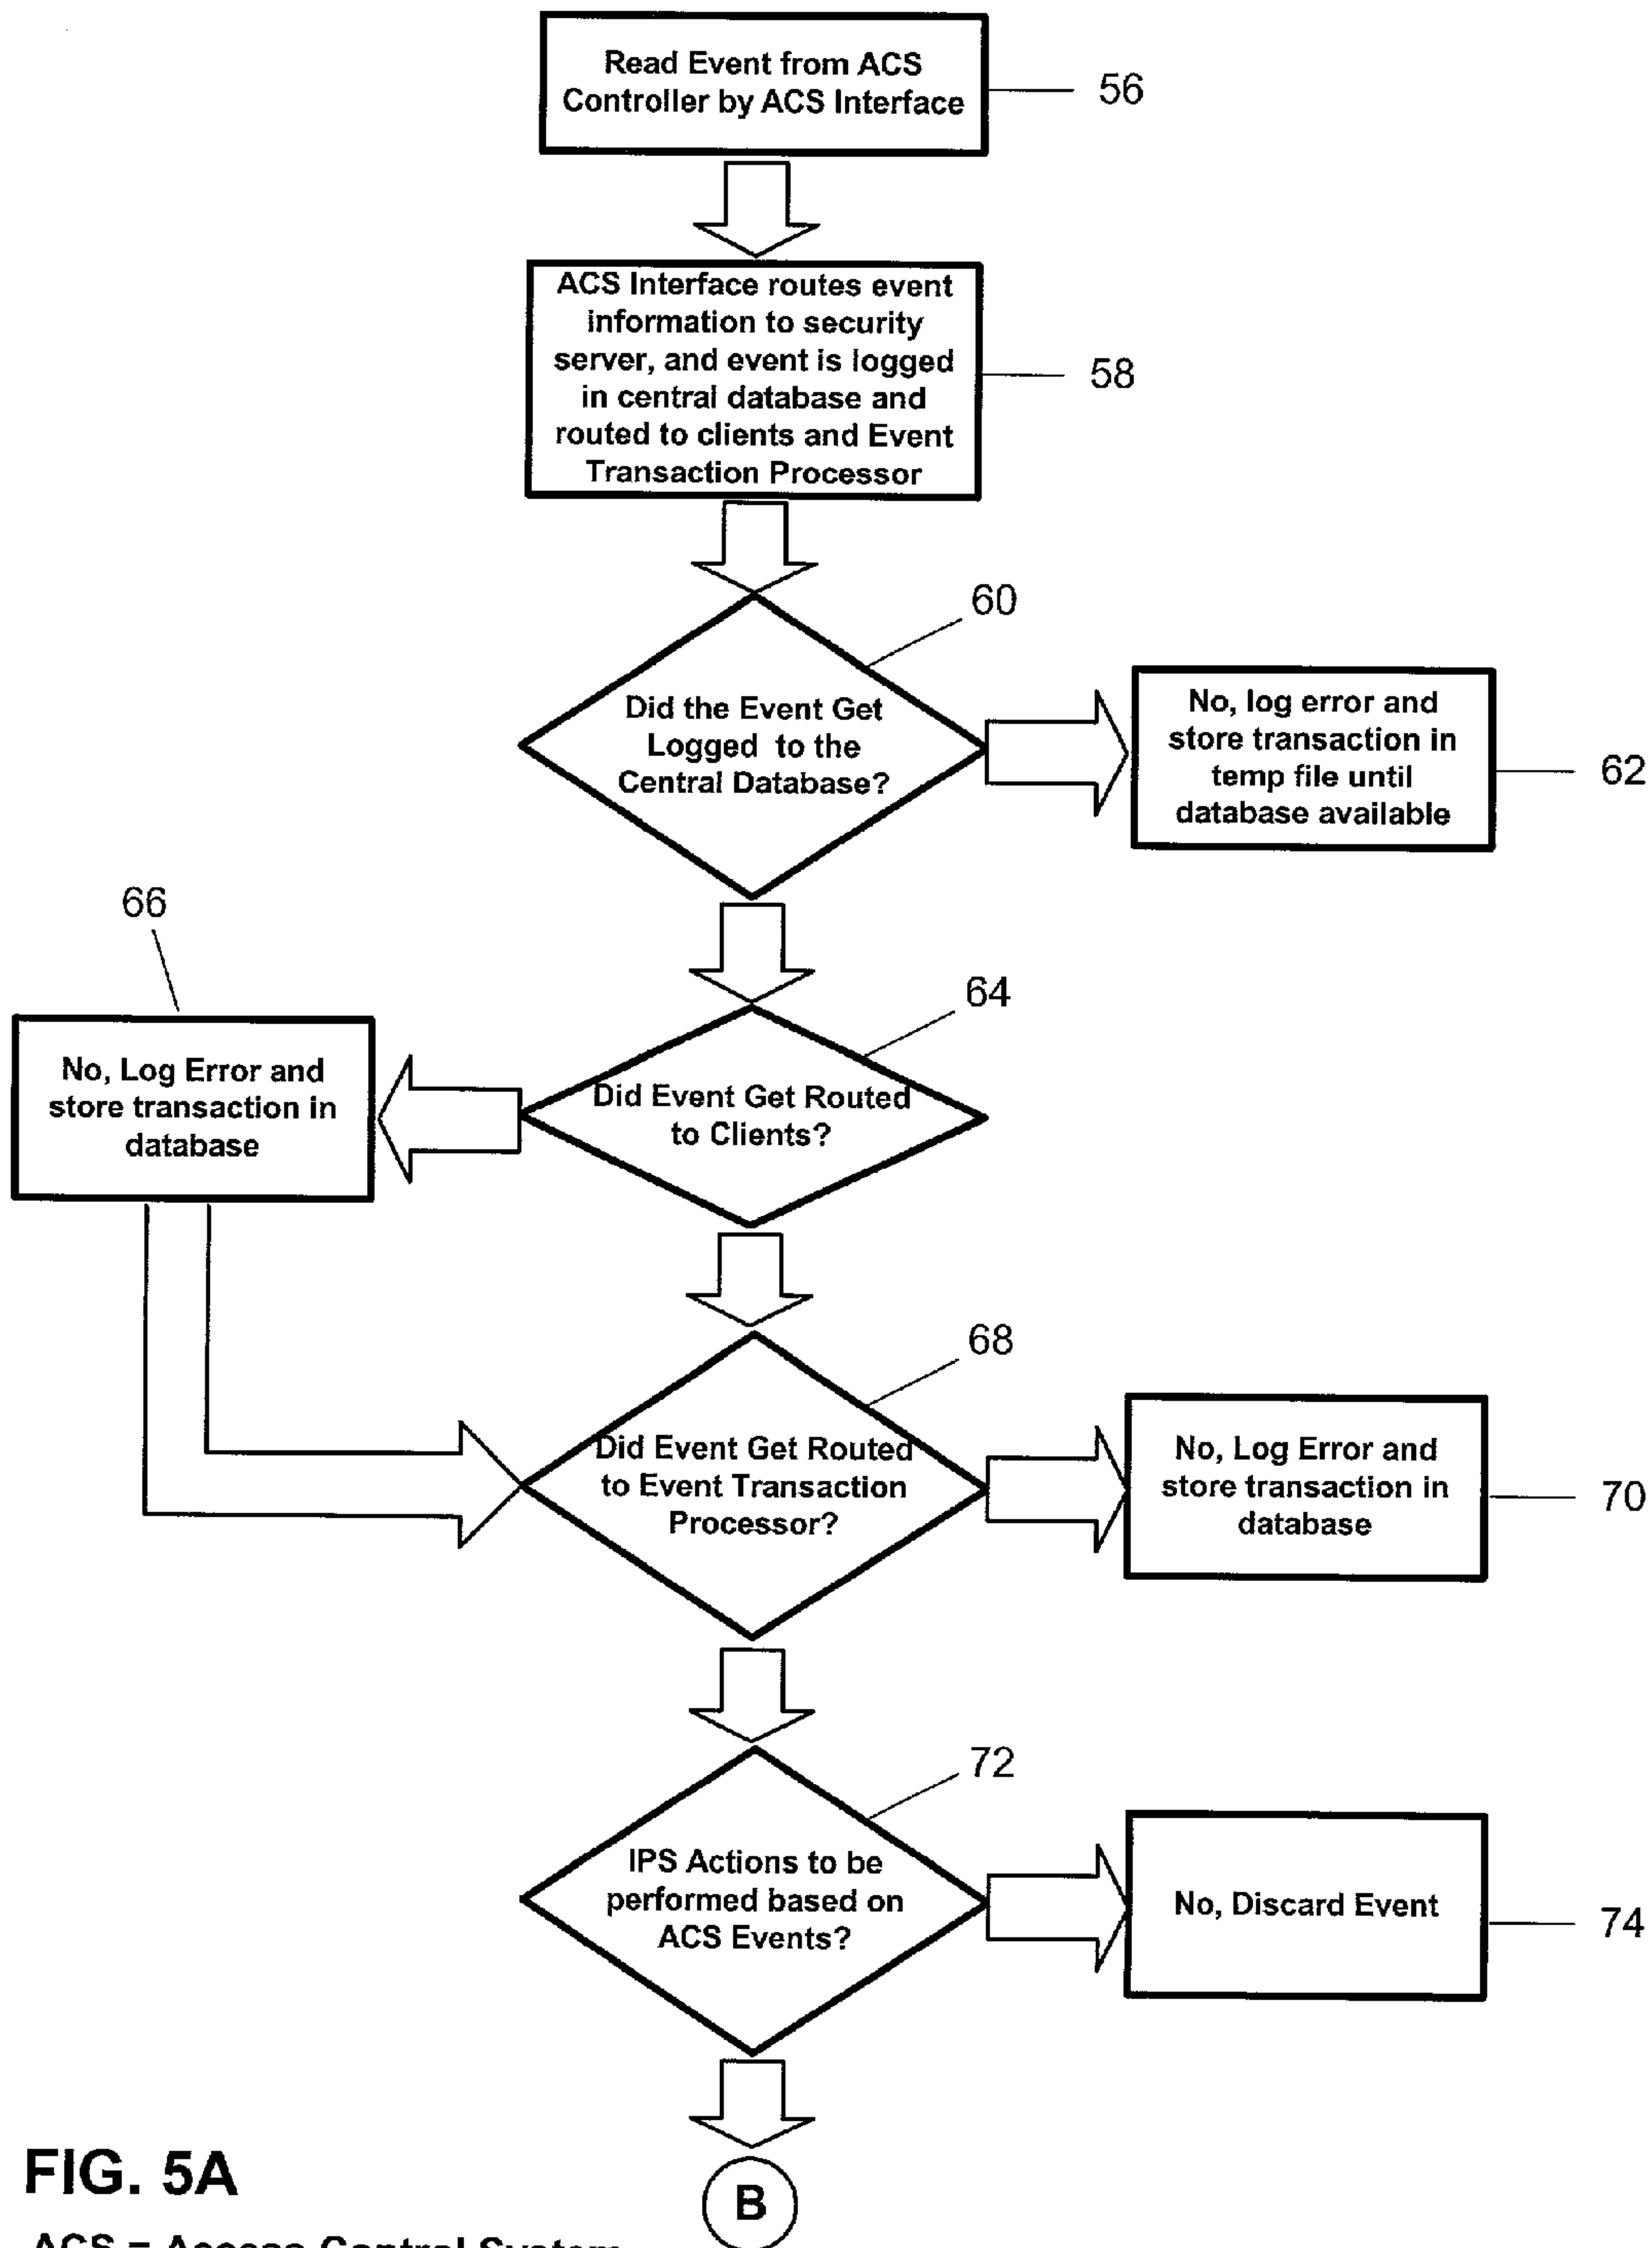 Read Event from ACS
Controller by ACS Interface
56
ACS Interface routes event
information to security
server, and event is logged
in central database and
routed to clients and Event
Transaction Processor
58
60
Did the Event Get
Logged to the
Central Database?
No, log error and
store transaction in
temp file until
database available
62
66
64
No, Log Error and
store transaction in
database
Did Event Get Routed
to Clients?
68
Did Event Get Routed
to Event Transaction
Processor?
No, Log Error and
store transaction in
database
70
72
IPS Actions to be
performed based on
ACS Events?
No, Discard Event
74
FIG. 5A
B
ACS = Access Control System